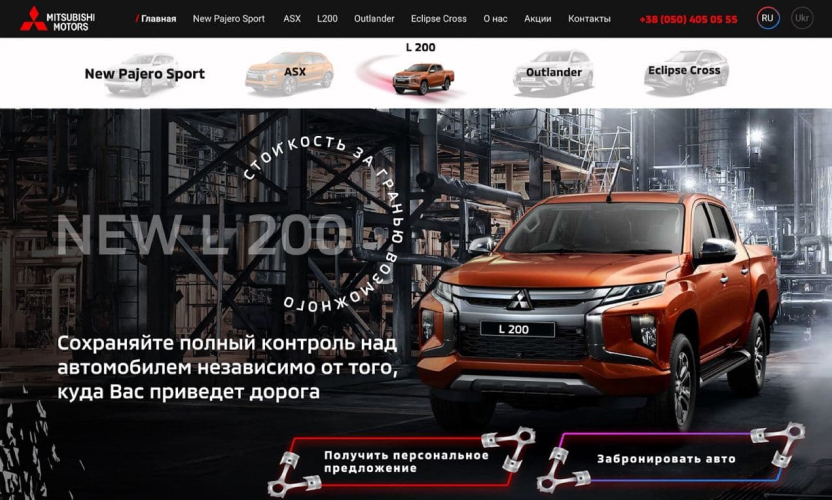 MITSUBISHI
MOTORS
/ Главная New Pajero Sport ASX L200 Outlander Eclipse Cross О нас Акции Контакты +38 (050) 405 05 55 RU Ukr
New Pajero Sport ASX L 200 Outlander Eclipse Cross
СТОЙКОСТЬ ЗА ГРАНЬЮ ВОЗМОЖНОГО
NEW L 200
L 200
Сохраняйте полный контроль над
автомобилем независимо от того,
куда Вас приведет дорога
Получить персональное
предложение
Забронировать авто